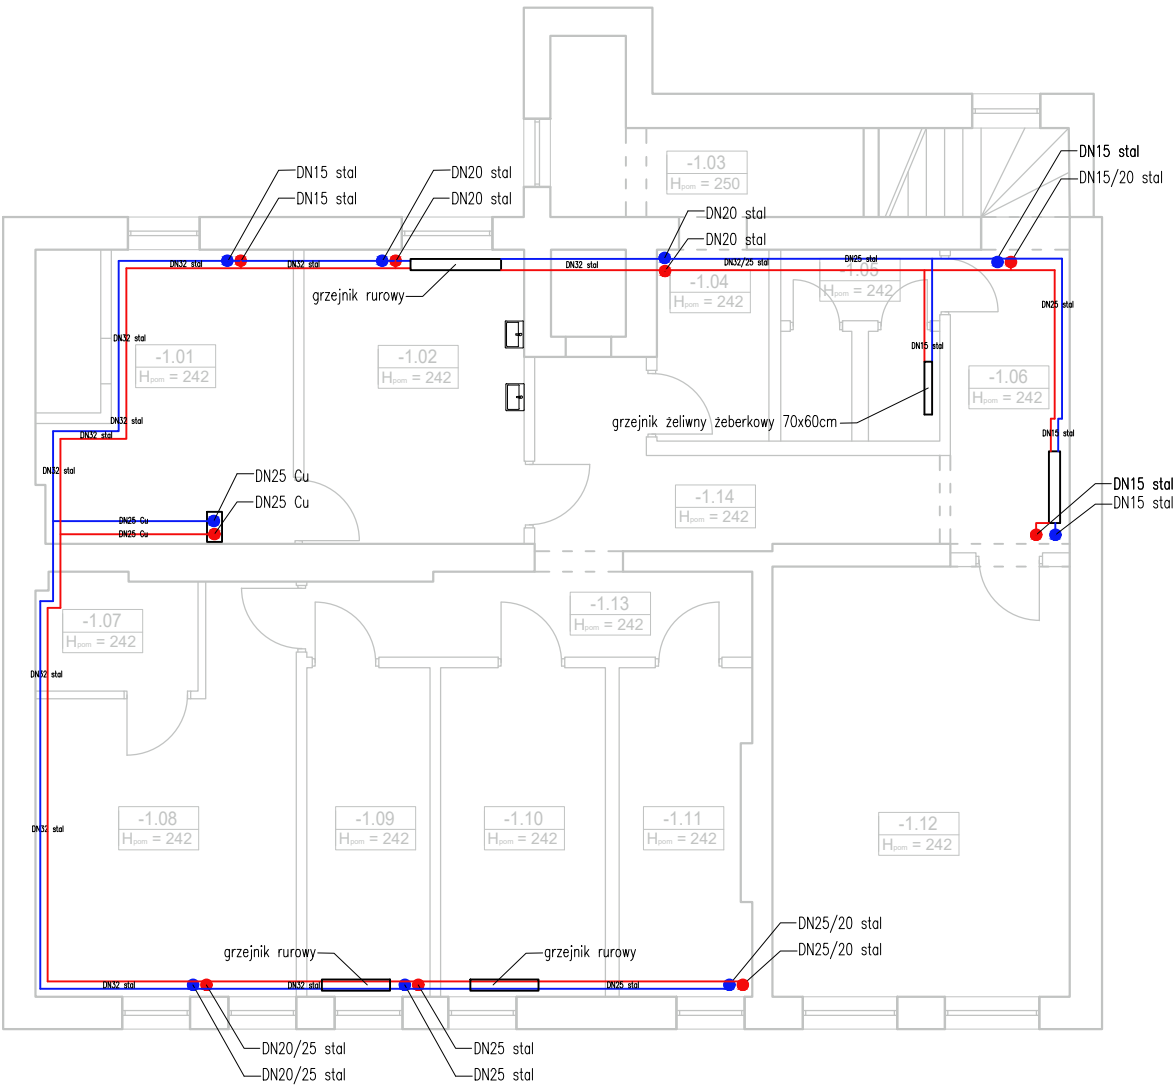 -1.03
Hpom = 250
DN15 stal
DN15/20 stal
DN15 stal
DN15 stal
DN20 stal
DN20 stal
DN20 stal
DN20 stal
DN32 stal
DN32 stal
DN32 stal
DN32/25 stal
DN25 stal
-1.05
Hpom = 242
-1.04
Hpom = 242
grzejnik rurowy
DN25 stal
DN32 stal
-1.01
Hpom = 242
-1.02
Hpom = 242
DN15 stal
-1.06
Hpom = 242
grzejnik żeliwny żeberkowy 70x60cm
DN32 stal
DN32 stal
DN15 stal
DN32 stal
DN25 Cu
DN25 Cu
DN15 stal
DN15 stal
-1.14
Hpom = 242
DN25 Cu
DN25 Cu
-1.13
Hpom = 242
-1.07
Hpom = 242
DN32 stal
-1.08
Hpom = 242
-1.09
Hpom = 242
-1.10
Hpom = 242
-1.11
Hpom = 242
-1.12
Hpom = 242
DN32 stal
DN25/20 stal
DN25/20 stal
grzejnik rurowy
grzejnik rurowy
DN32 stal
DN32 stal
DN25 stal
DN20/25 stal
DN20/25 stal
DN25 stal
DN25 stal